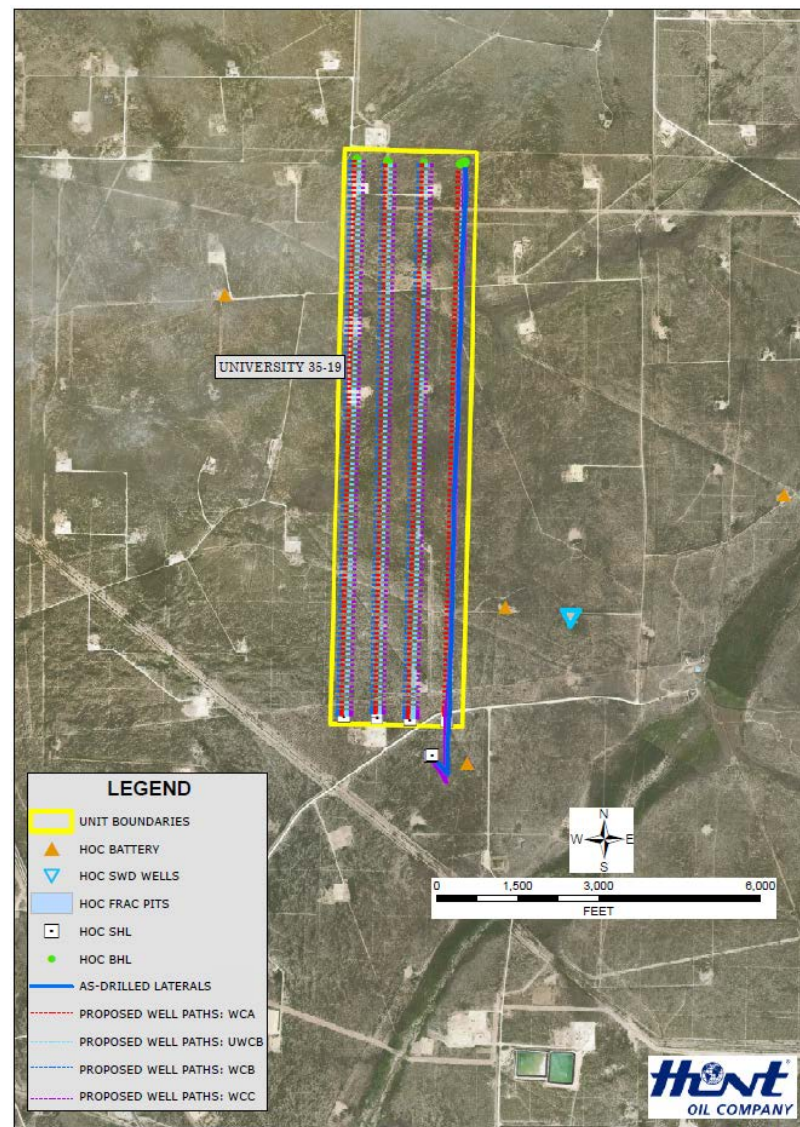 UNIVERSITY 35-19
LEGEND
UNIT BOUNDARIES
HOC BATTERY
HOC SWD WELLS
HOC FRAC PITS
HOC SHL
HOC BHL
AS-DRILLED LATERALS
PROPOSED WELL PATHS: WCA
PROPOSED WELL PATHS: UWCB
PROPOSED WELL PATHS: WCB
PROPOSED WELL PATHS: WCC
N
W E
S
0 1,500 3,000 6,000
FEET
Hunt
OIL COMPANY